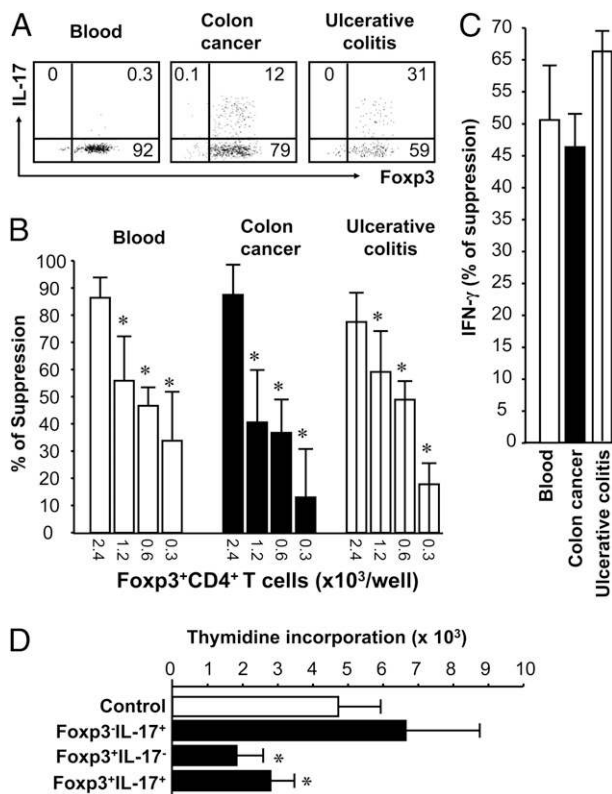 A
Blood
Colon cancer
Ulcerative colitis
IL-17
0 0.3
92
0.1 12
79
0 31
59
Foxp3
B
Blood
Colon cancer
Ulcerative colitis
% of Suppression
100
90
80
70
60
50
40
30
20
10
0
* * *
* * *
* * *
2.4 1.2 0.6 0.3
2.4 1.2 0.6 0.3
2.4 1.2 0.6 0.3
Foxp3⁺CD4⁺ T cells (x10³/well)
C
IFN-γ (% of suppression)
70
65
60
55
50
45
40
35
30
25
20
15
10
5
0
Blood
Colon cancer
Ulcerative colitis
D
Thymidine incorporation (x 10³)
0 1 2 3 4 5 6 7 8 9 10
Control
Foxp3⁻IL-17⁺
Foxp3⁺IL-17⁻
*
Foxp3⁺IL-17⁺
*